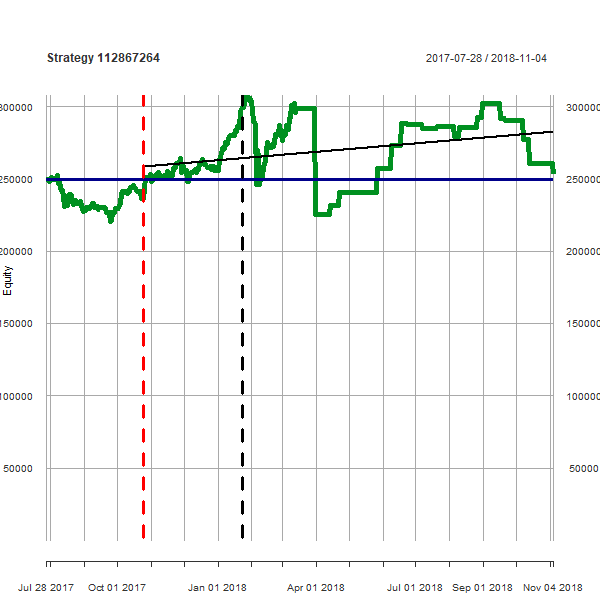 Strategy 112867264
2017-07-28 / 2018-11-04
300000
300000
250000
250000
200000
200000
150000
150000
100000
100000
50000
50000
Equity
Jul 28 2017
Oct 01 2017
Jan 01 2018
Apr 01 2018
Jul 01 2018
Sep 01 2018
Nov 04 2018